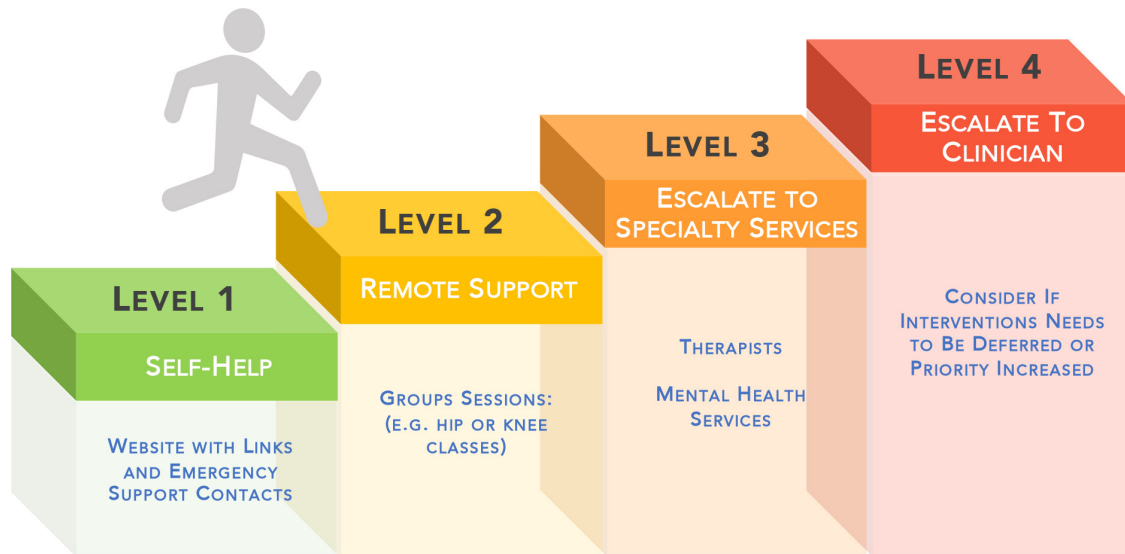 LEVEL 1
SELF-HELP
WEBSITE WITH LINKS
AND EMERGENCY
SUPPORT CONTACTS
LEVEL 2
REMOTE SUPPORT
GROUPS SESSIONS:
(E.G. HIP OR KNEE
CLASSES)
LEVEL 3
ESCALATE TO
SPECIALTY SERVICES
THERAPISTS
MENTAL HEALTH
SERVICES
LEVEL 4
ESCALATE TO
CLINICIAN
CONSIDER IF
INTERVENTIONS NEEDS
TO BE DEFERRED OR
PRIORITY INCREASED